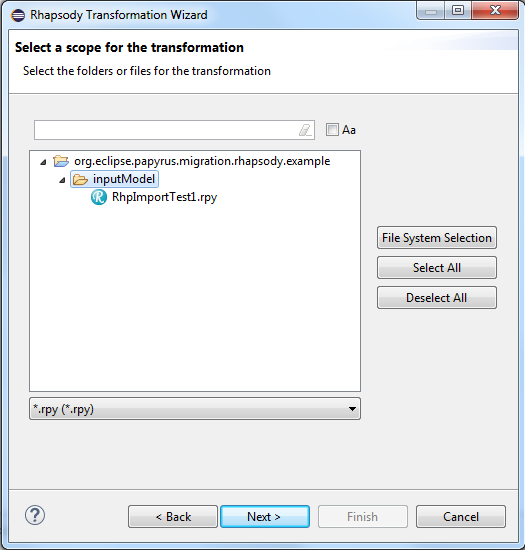 Rhapsody Transformation Wizard
Select a scope for the transformation
Select the folders or files for the transformation
Aa
org.eclipse.papyrus.migration.rhapsody.example
inputModel
R RhpImportTest1.rpy
File System Selection
Select All
Deselect All
*.rpy (*.rpy)
? < Back Next > Finish Cancel